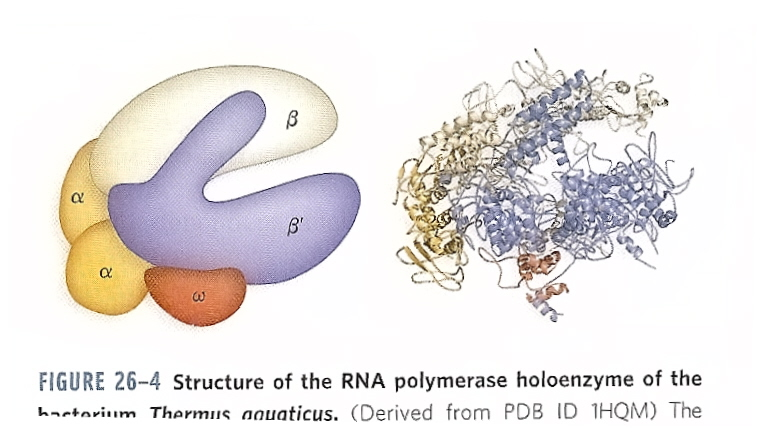 β
α
β'
α
ω
FIGURE 26–4 Structure of the RNA polymerase holoenzyme of the
bacterium Thermus aquaticus. (Derived from PDB ID 1HQM) The